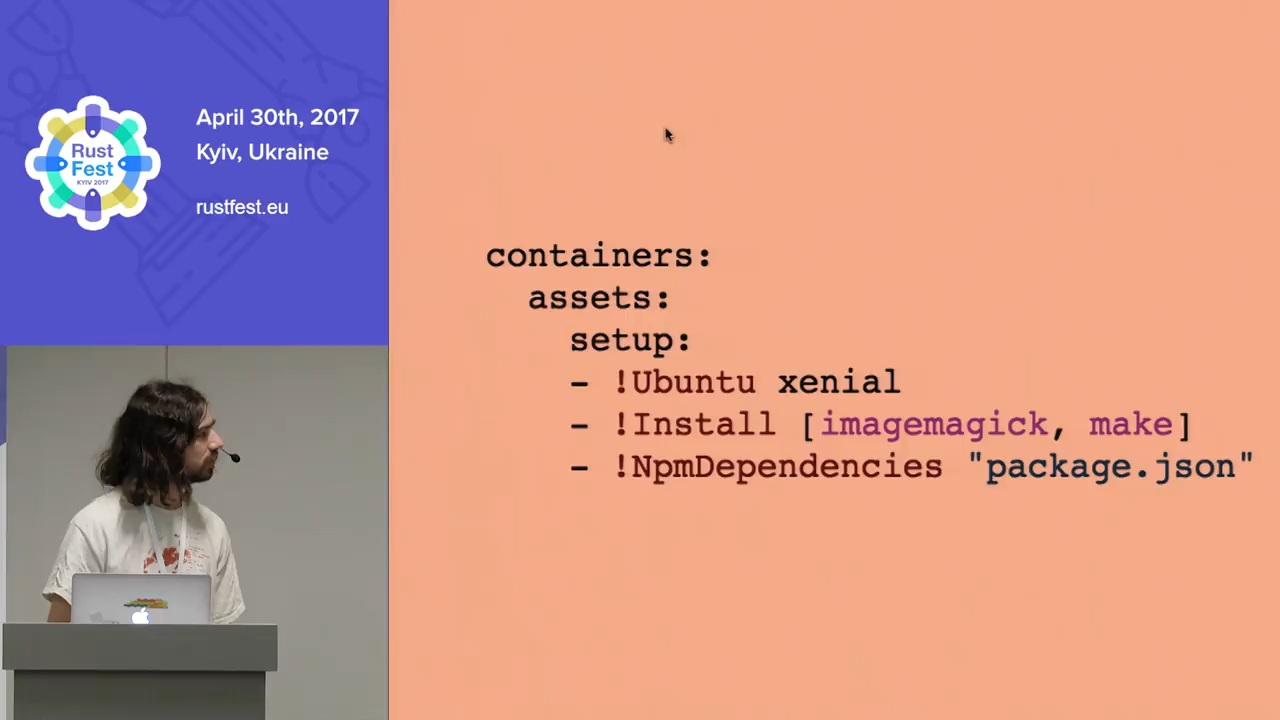 April 30th, 2017
Kyiv, Ukraine
rustfest.eu
Rust
Fest
KYIV 2017
containers:
  assets:
    setup:
    - !Ubuntu xenial
    - !Install [imagemagick, make]
    - !NpmDependencies "package.json"